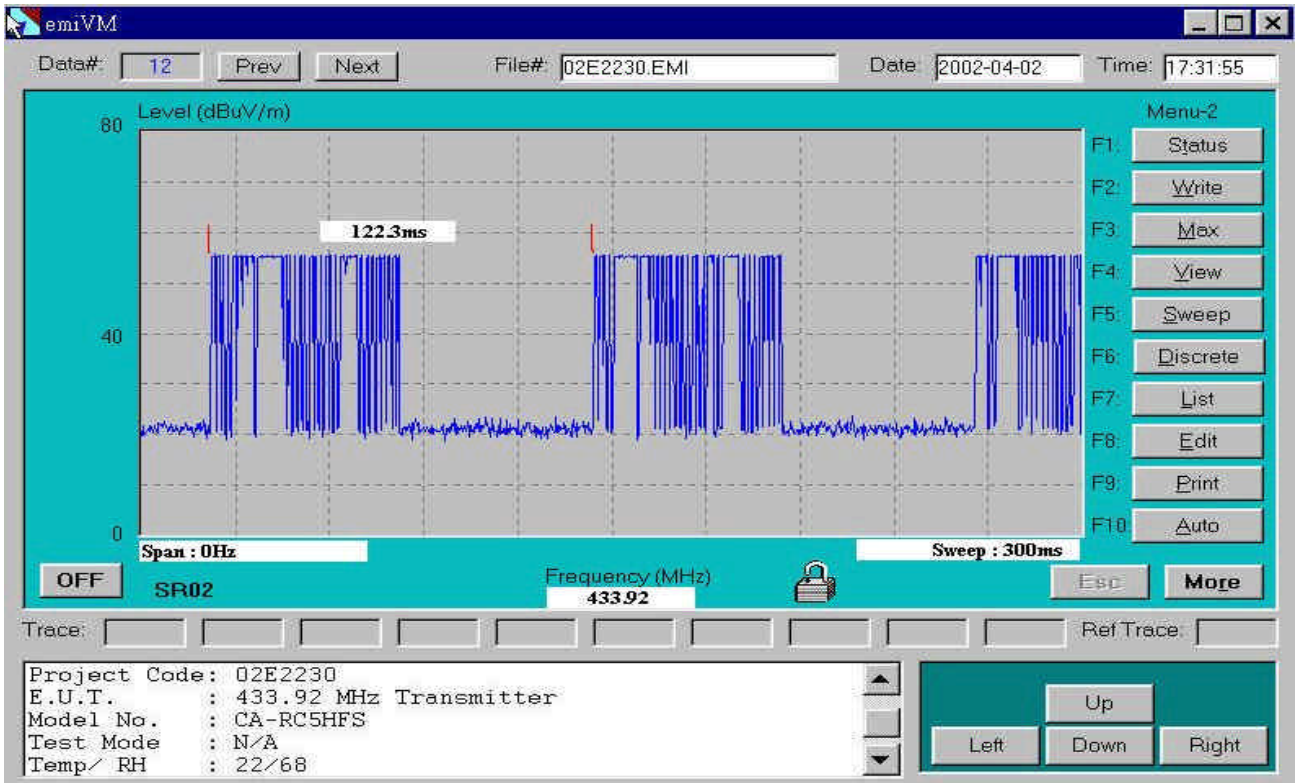 emiVM
Data#: 12 Prev Next File#: 02E2230.EMI Date: 2002-04-02 Time: 17:31:55
Level (dBuV/m) Menu-2
80
F1: Status
F2: Write
122.3ms
F3: Max
F4: View
F5: Sweep
40
F6: Discrete
F7: List
F8: Edit
F9: Print
0
F10: Auto
Span : 0Hz Sweep : 300ms
OFF SR02 Frequency (MHz) Esc More
433.92
Trace: Ref Trace:
Project Code: 02E2230
E.U.T. : 433.92 MHz Transmitter
Model No. : CA-RC5HFS
Test Mode : N/A
Temp/ RH : 22/68
Up
Left Down Right